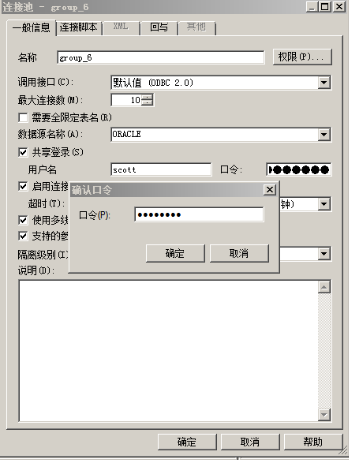 连接池 - group_6
一般信息 连接脚本 XML 回写 其他
名称 group_6 权限(P)...
调用接口(C): 默认值 (ODBC 2.0)
最大连接数(M): 10
需要全限定表名(R)
数据源名称(A): ORACLE
共享登录(S)
用户名 scott 口令:
启用连接
确认口令
超时(T): 钟)
口令(P):
使用多线
支持的参
确定 取消
隔离级别(I)
说明(D):
确定 取消 帮助